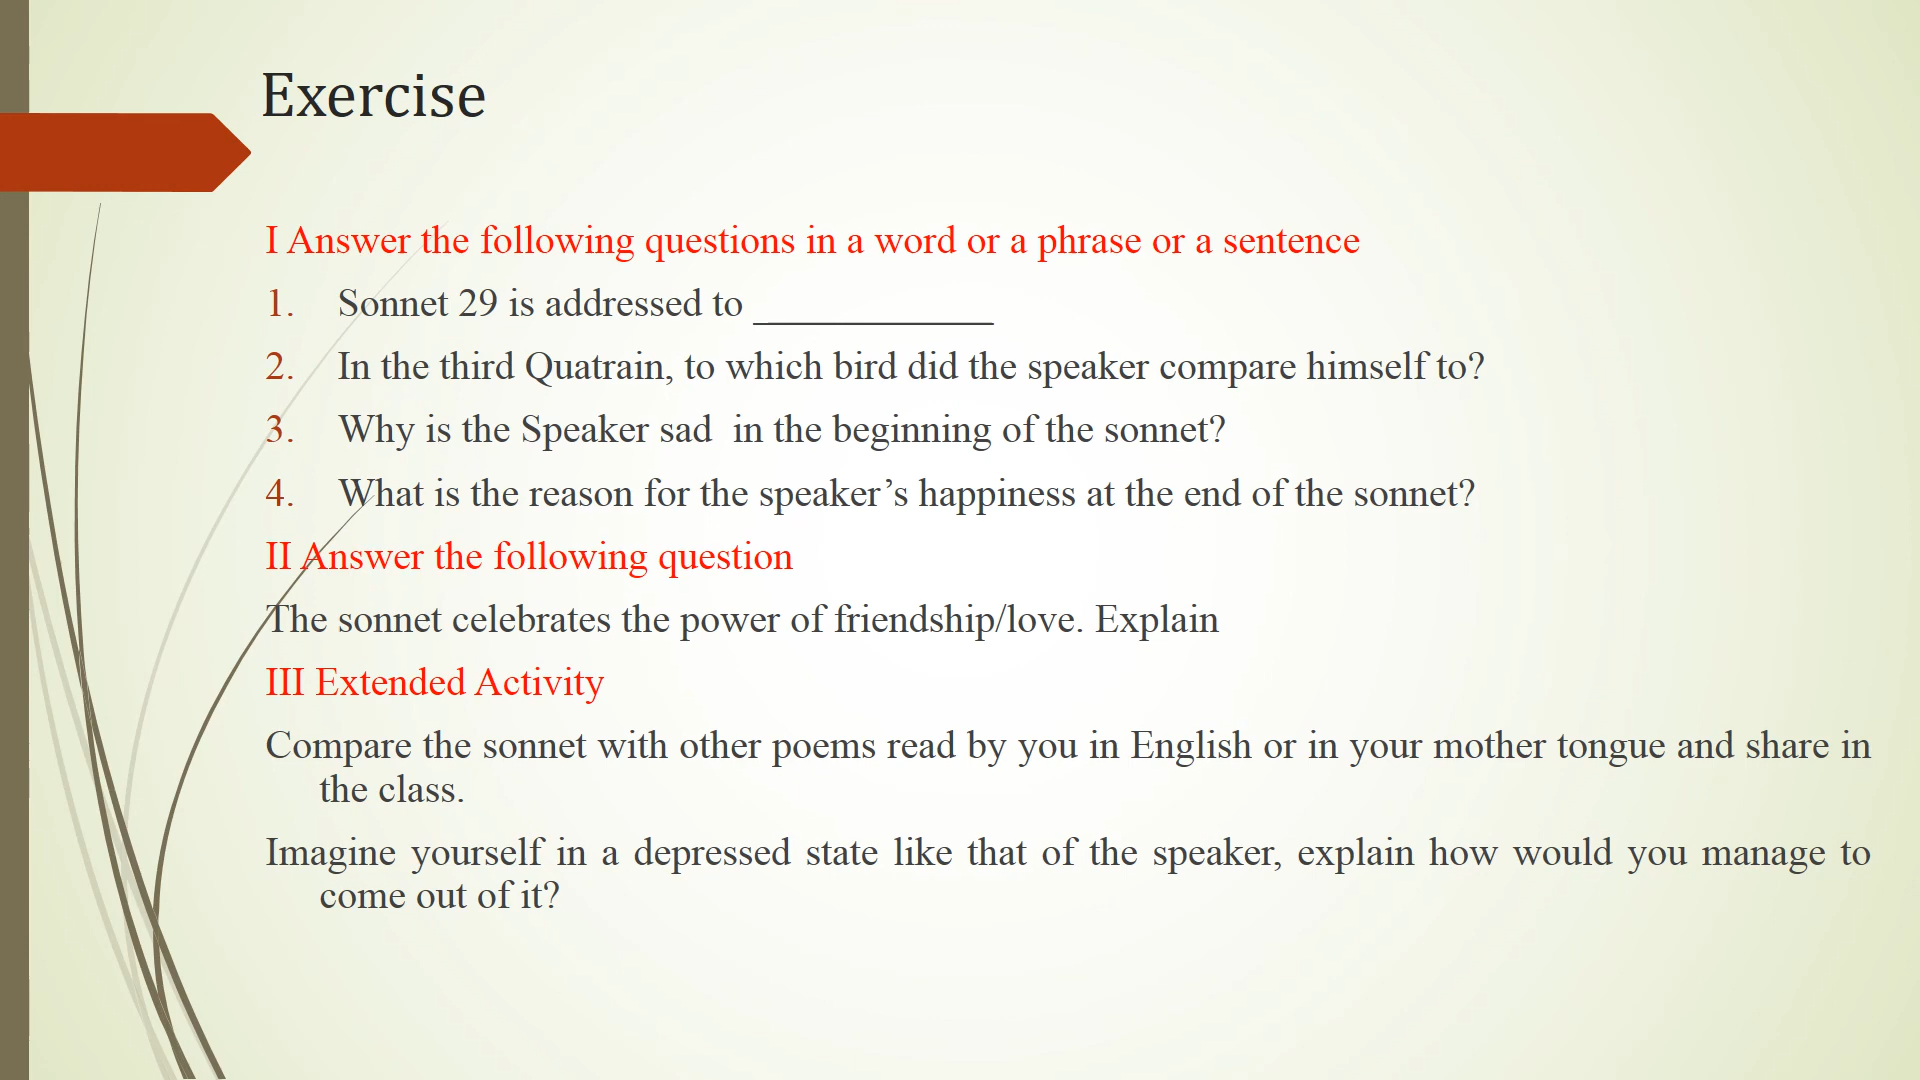 Exercise
I Answer the following questions in a word or a phrase or a sentence
1. Sonnet 29 is addressed to ____________
2. In the third Quatrain, to which bird did the speaker compare himself to?
3. Why is the Speaker sad  in the beginning of the sonnet?
4. What is the reason for the speaker’s happiness at the end of the sonnet?
II Answer the following question
The sonnet celebrates the power of friendship/love. Explain
III Extended Activity
Compare the sonnet with other poems read by you in English or in your mother tongue and share in
the class.
Imagine yourself in a depressed state like that of the speaker, explain how would you manage to
come out of it?